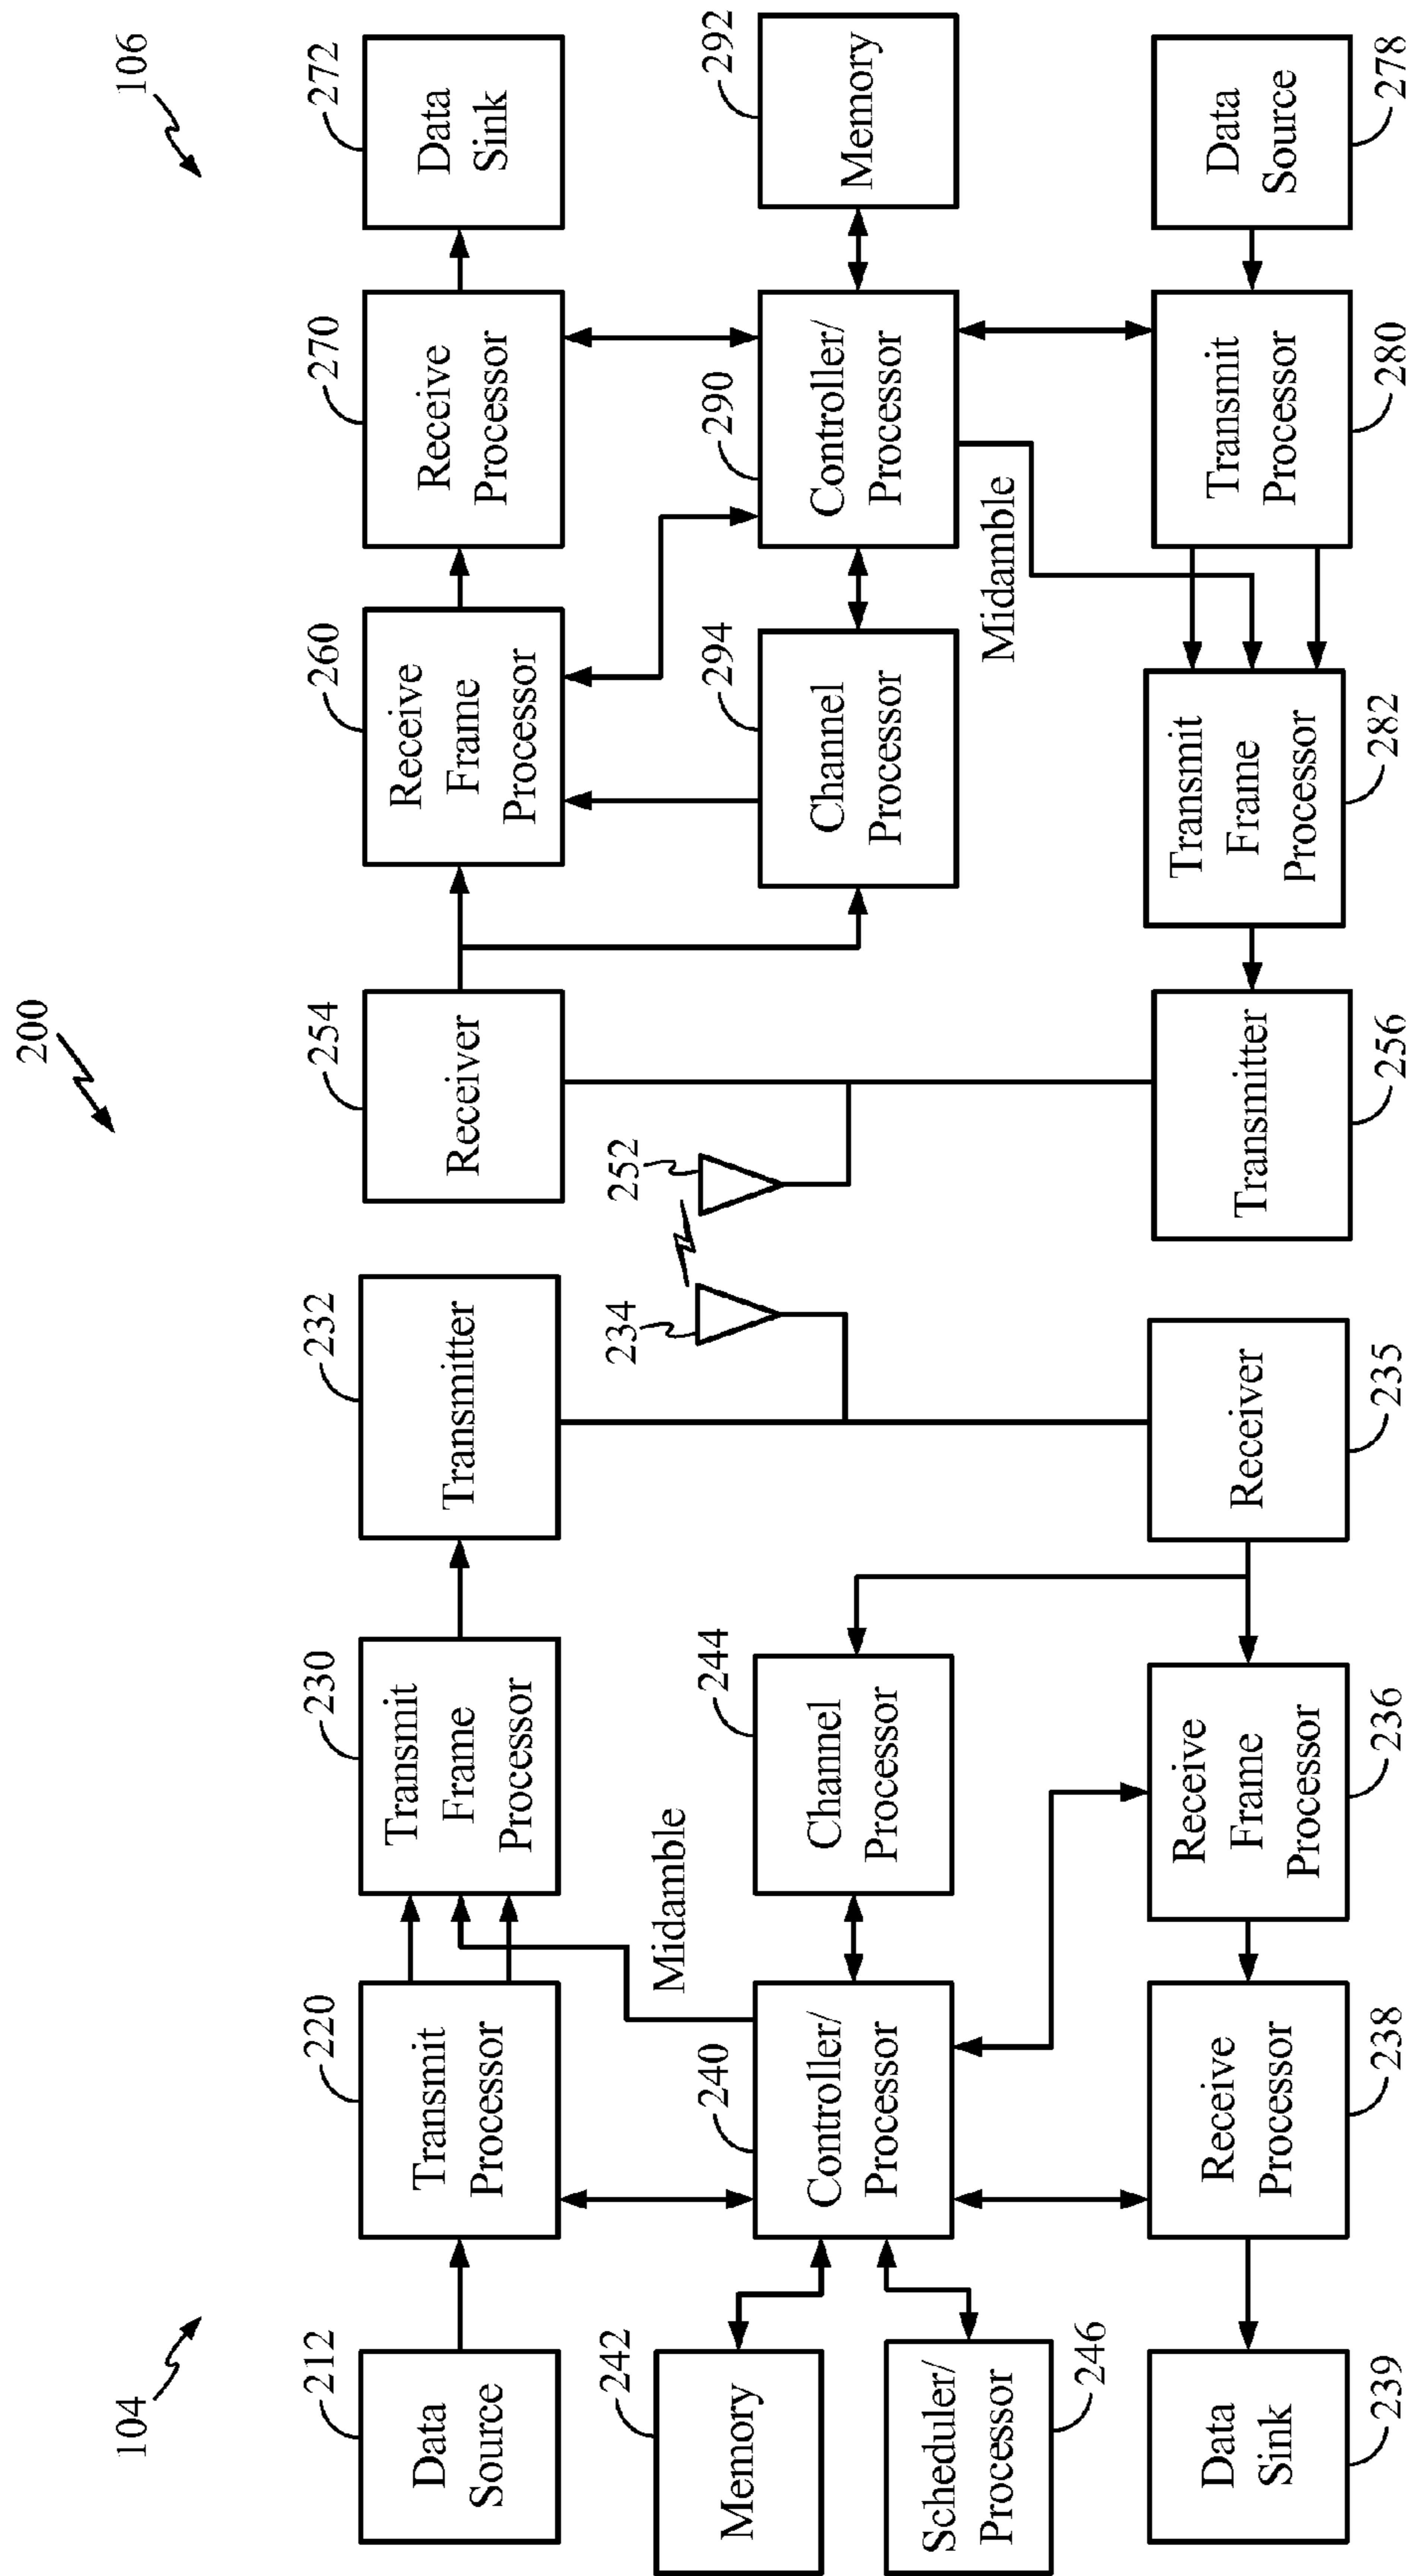 200
104
106
212
Data
Source
220
Transmit
Processor
230
Transmit
Frame
Processor
232
Transmitter
254
Receiver
260
Receive
Frame
Processor
270
Receive
Processor
272
Data
Sink
Midamble
234
252
242
Memory
240
Controller/
Processor
244
Channel
Processor
294
Channel
Processor
290
Controller/
Processor
292
Memory
Scheduler/
Processor
246
Midamble
Data
Sink
239
Receive
Processor
238
Receive
Frame
Processor
236
Receiver
235
Transmitter
256
Transmit
Frame
Processor
282
Transmit
Processor
280
Data
Source
278